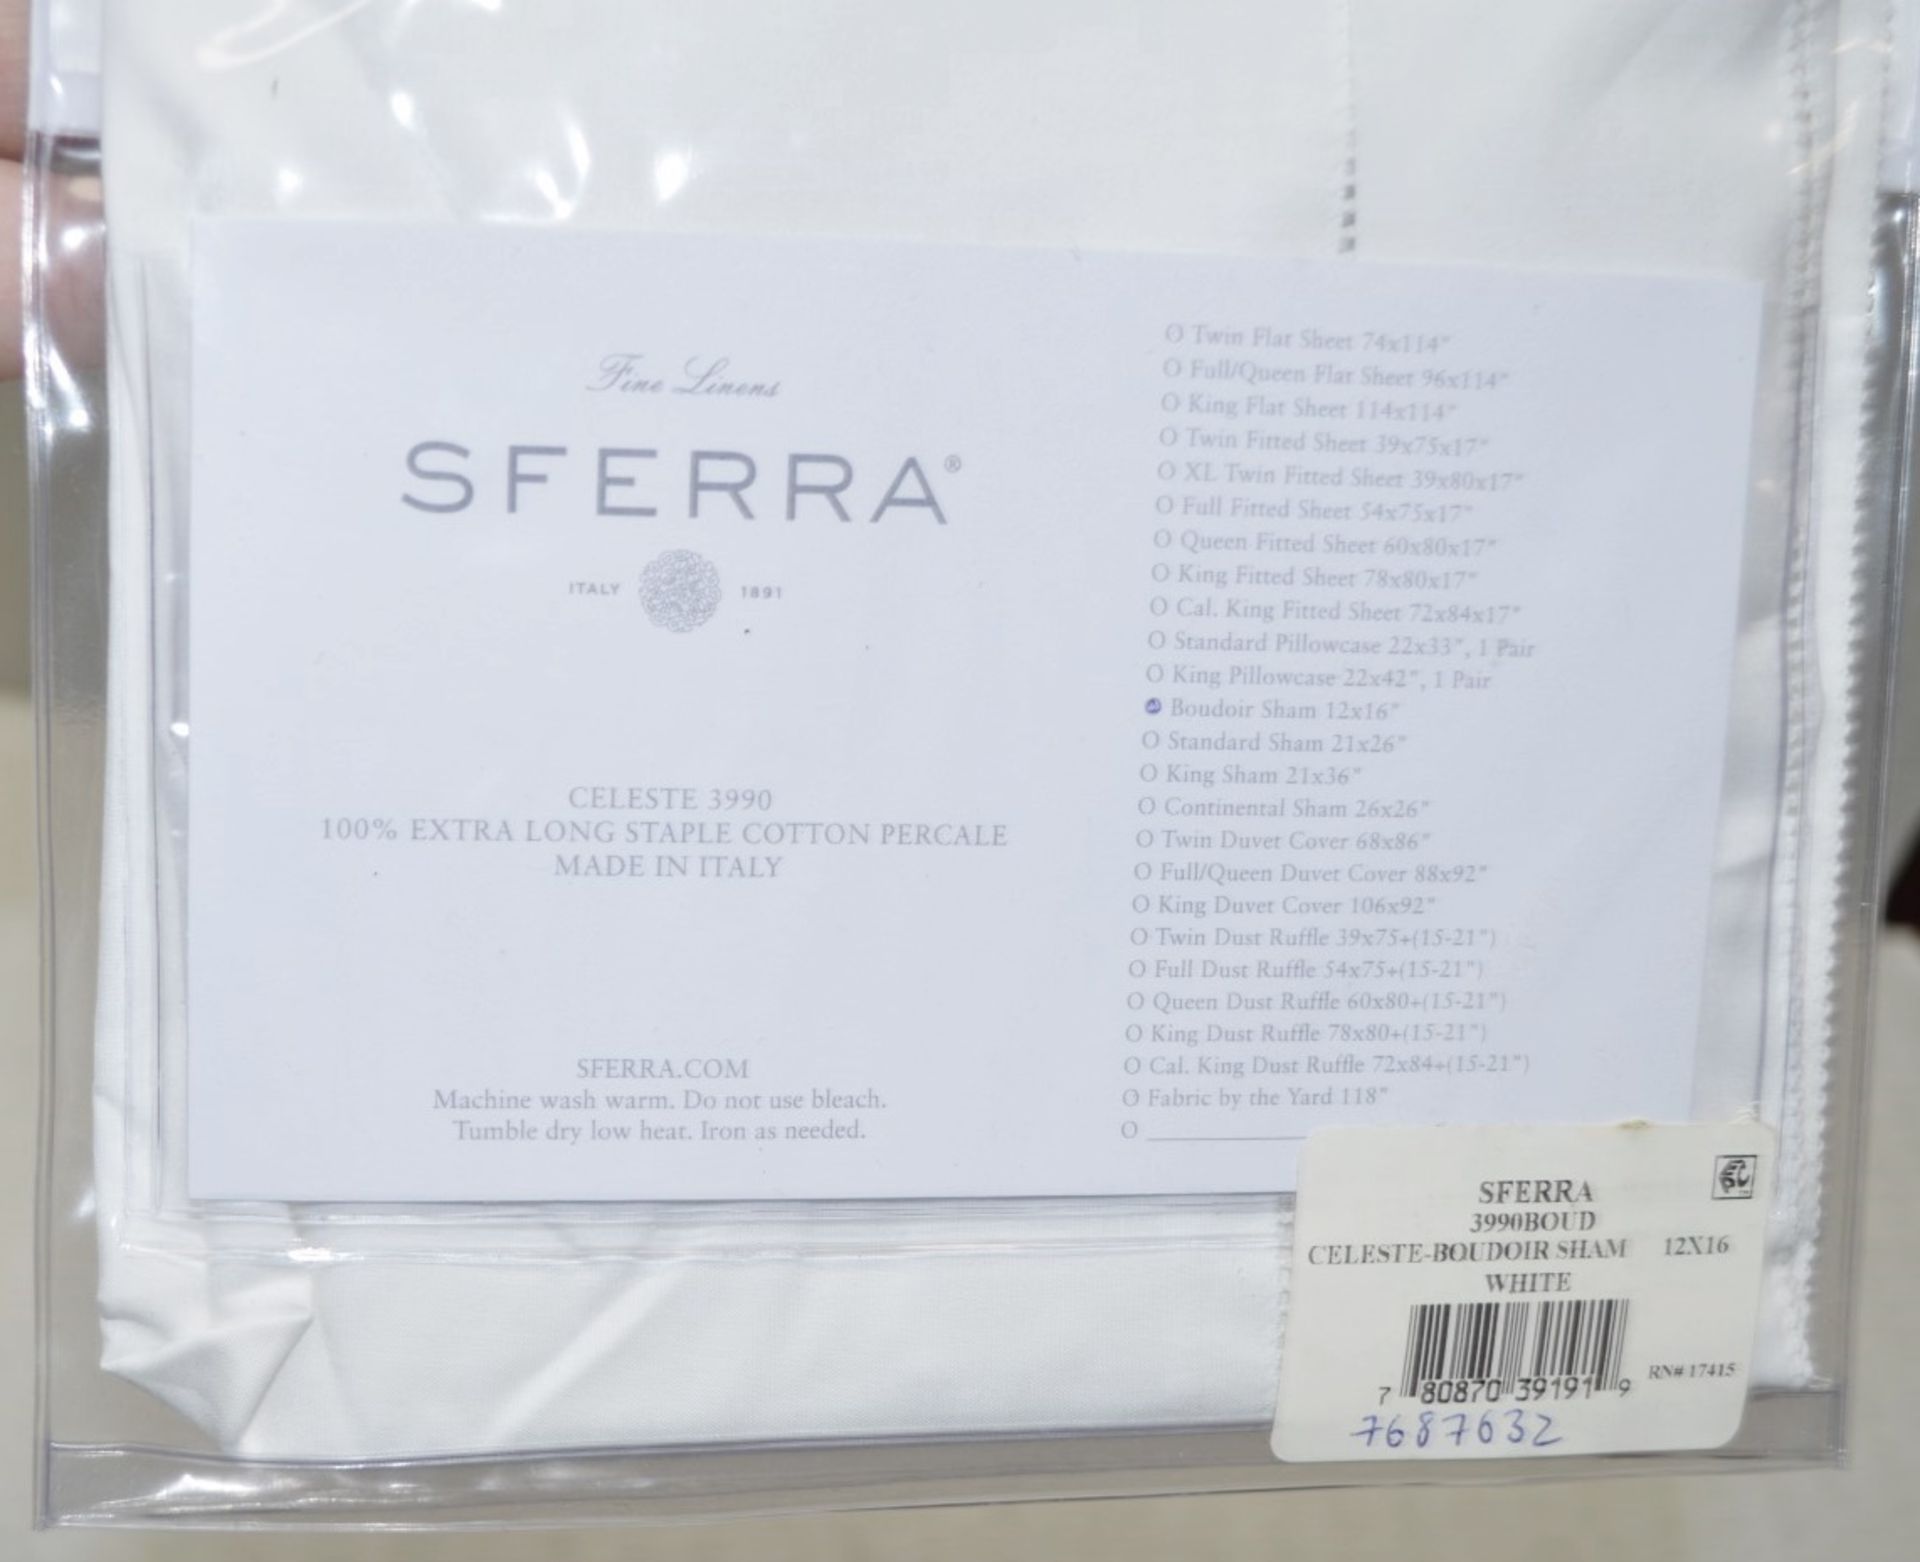 Fine Linens
SFERRA®
ITALY 1891
CELESTE 3990
100% EXTRA LONG STAPLE COTTON PERCALE
MADE IN ITALY
SFERRA.COM
Machine wash warm. Do not use bleach.
Tumble dry low heat. Iron as needed.
O Twin Flat Sheet 74x114"
O Full/Queen Flat Sheet 96x114"
O King Flat Sheet 114x114"
O Twin Fitted Sheet 39x75x17"
O XL Twin Fitted Sheet 39x80x17"
O Full Fitted Sheet 54x75x17"
O Queen Fitted Sheet 60x80x17"
O King Fitted Sheet 78x80x17"
O Cal. King Fitted Sheet 72x84x17"
O Standard Pillowcase 22x33", 1 Pair
O King Pillowcase 22x42", 1 Pair
Boudoir Sham 12x16"
O Standard Sham 21x26"
O King Sham 21x36"
O Continental Sham 26x26"
O Twin Duvet Cover 68x86"
O Full/Queen Duvet Cover 88x92"
O King Duvet Cover 106x92"
O Twin Dust Ruffle 39x75+(15-21")
O Full Dust Ruffle 54x75+(15-21")
O Queen Dust Ruffle 60x80+(15-21")
O King Dust Ruffle 78x80+(15-21")
O Cal. King Dust Ruffle 72x84+(15-21")
O Fabric by the Yard 118"
O
SFERRA
3990BOUD
CELESTE-BOUDOIR SHAM 12X16
WHITE
RN# 17415
7 80870 39191 9
7687632